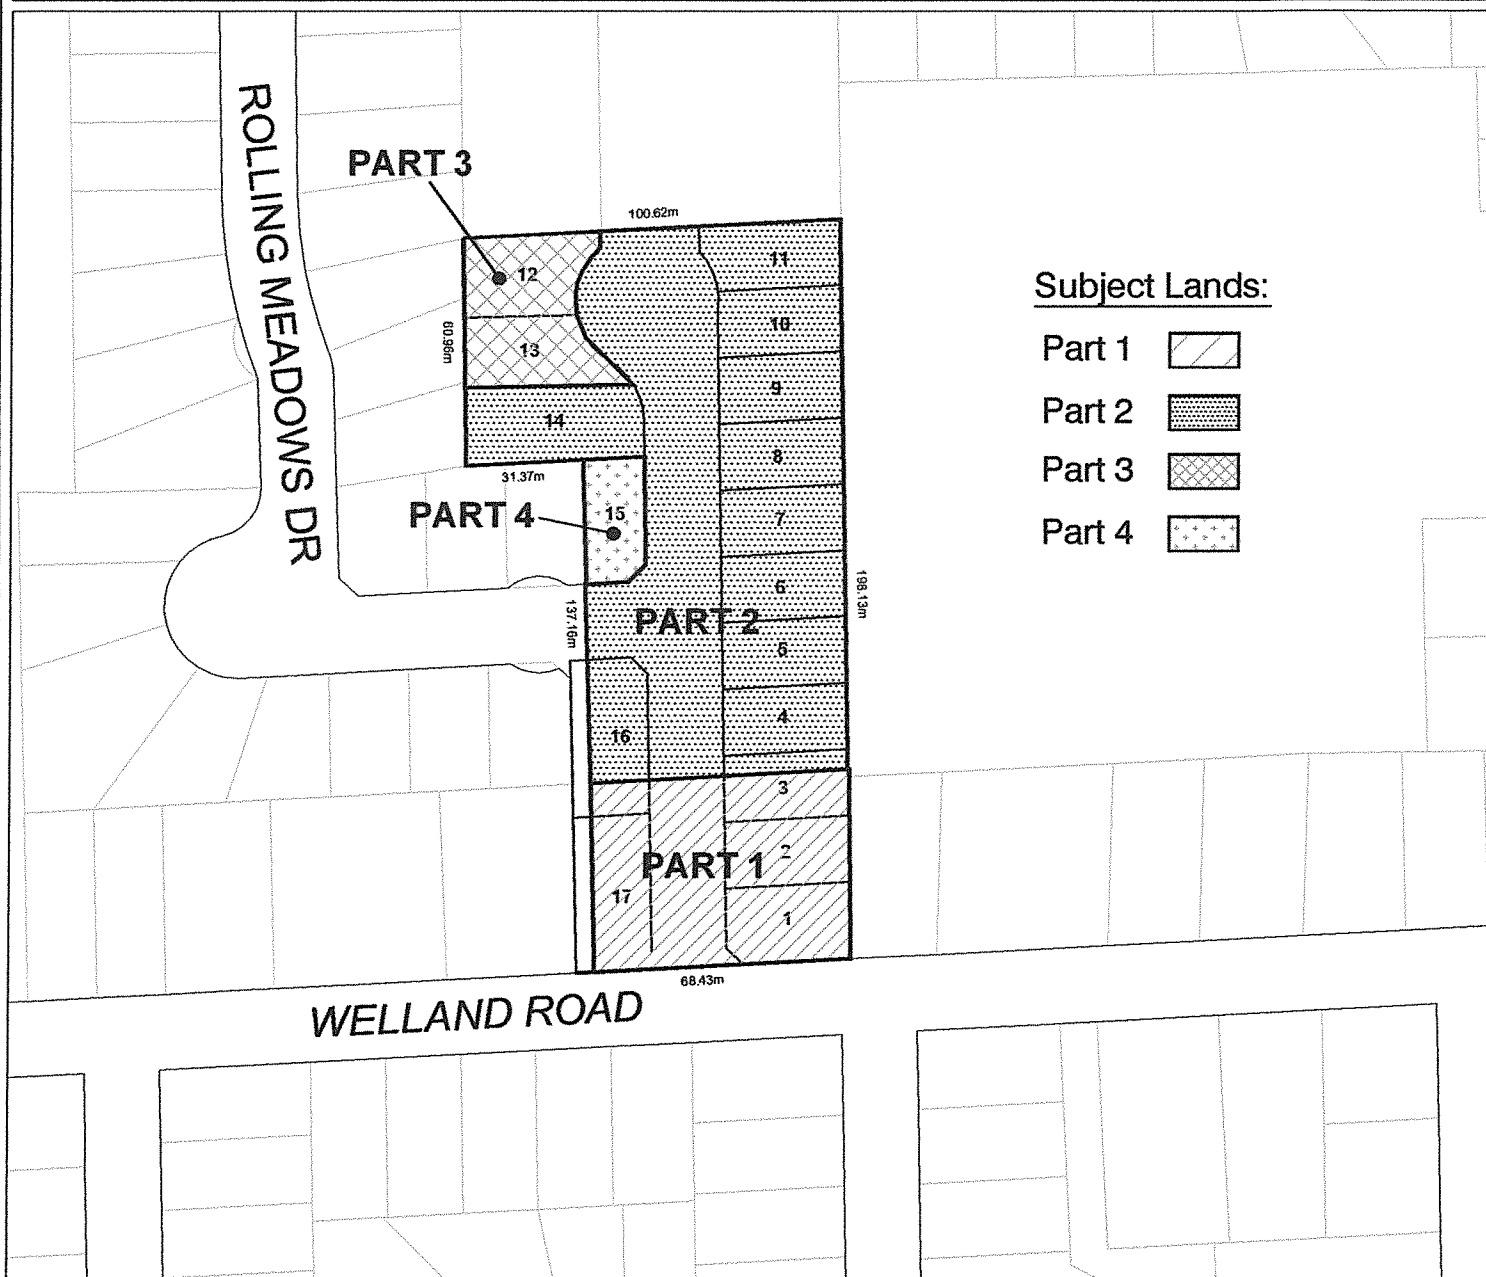 ROLLING MEADOWS DR
PART 3
100.62m
11
12
10
60.96m
13
9
14
8
31.37m
PART 4
15
7
6
198.13m
137.16m
PART 2
5
4
16
3
PART 1
2
17
1
68.43m
WELLAND ROAD
Subject Lands:
Part 1
Part 2
Part 3
Part 4